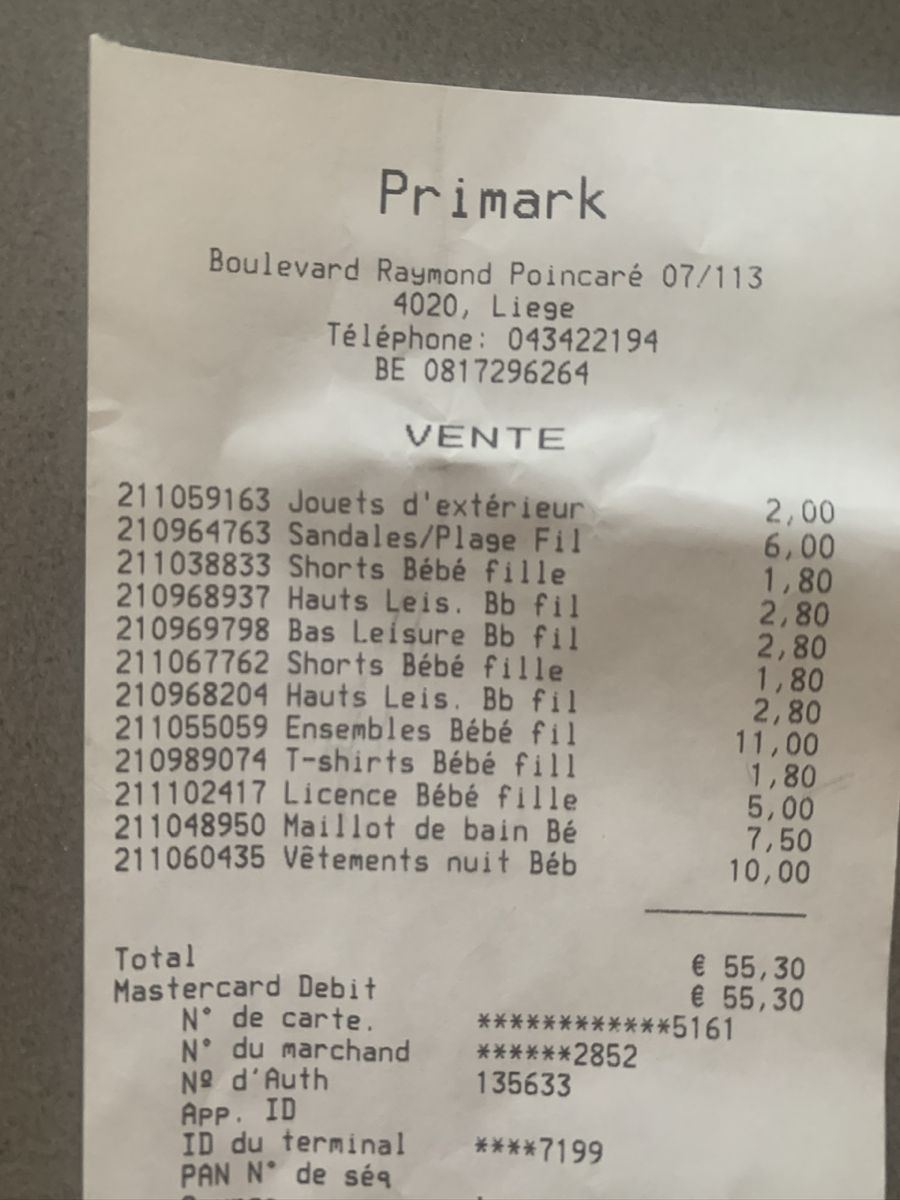 Primark
Boulevard Raymond Poincaré 07/113
4020, Liege
Téléphone: 043422194
BE 0817296264
VENTE
211059163 Jouets d'extérieur 2,00
210964763 Sandales/Plage Fil 6,00
211038833 Shorts Bébé fille 1,80
210968937 Hauts Leis. Bb fil 2,80
210969798 Bas Leisure Bb fil 2,80
211067762 Shorts Bébé fille 1,80
210968204 Hauts Leis. Bb fil 2,80
211055059 Ensembles Bébé fil 11,00
210989074 T-shirts Bébé fill 1,80
211102417 Licence Bébé fille 5,00
211048950 Maillot de bain Bé 7,50
211060435 Vêtements nuit Béb 10,00
Total € 55,30
Mastercard Debit € 55,30
N° de carte. ************5161
N° du marchand ******2852
Nº d'Auth 135633
App. ID
ID du terminal ****7199
PAN N° de séq